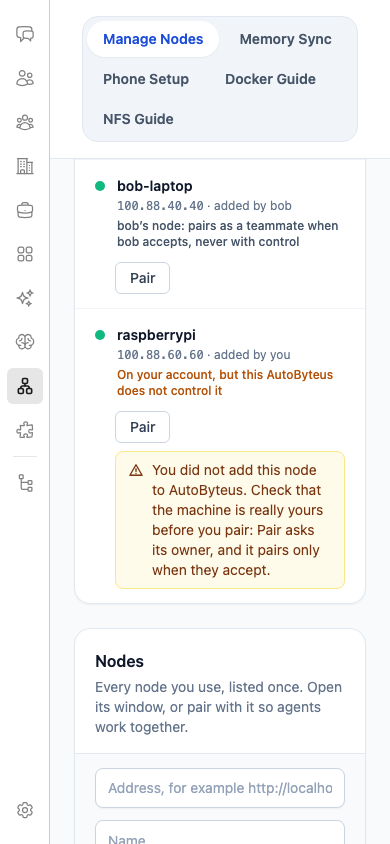 Manage Nodes
Memory Sync
Phone Setup
Docker Guide
NFS Guide
bob-laptop
100.88.40.40 · added by bob
bob's node: pairs as a teammate when
bob accepts, never with control
Pair
raspberrypi
100.88.60.60 · added by you
On your account, but this AutoByteus
does not control it
Pair
You did not add this node
to AutoByteus. Check that
the machine is really yours
before you pair: Pair asks
its owner, and it pairs only
when they accept.
Nodes
Every node you use, listed once. Open
its window, or pair with it so agents
work together.
Address, for example http://localho
Name